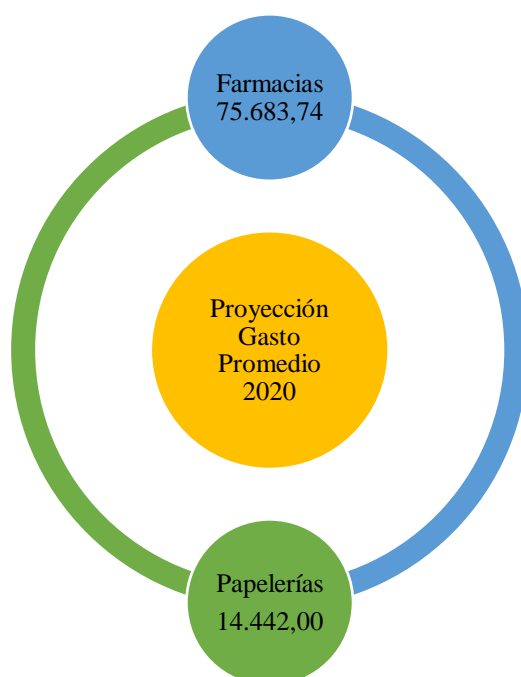 Farmacias
75.683,74
Proyección
Gasto
Promedio
2020
Papelerías
14.442,00